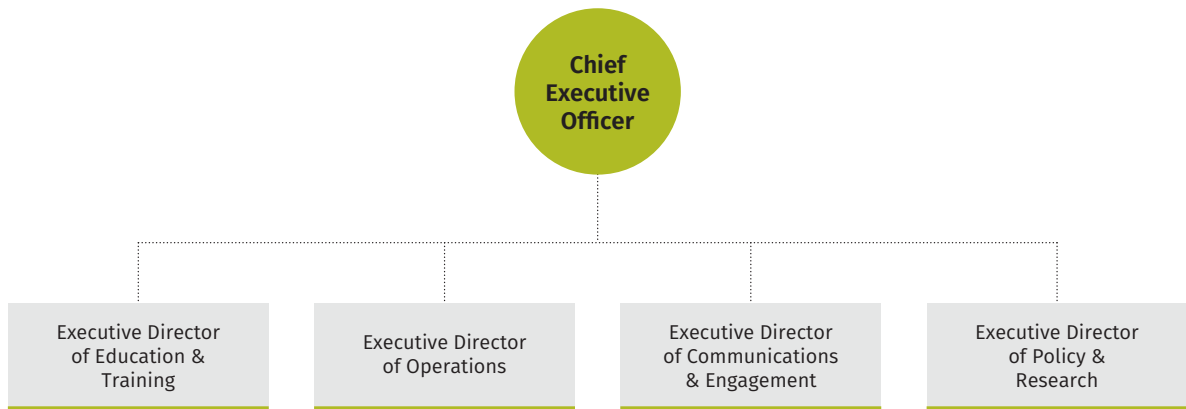 Chief
Executive
Officer
Executive Director
of Education &
Training
Executive Director
of Operations
Executive Director
of Communications
& Engagement
Executive Director
of Policy &
Research